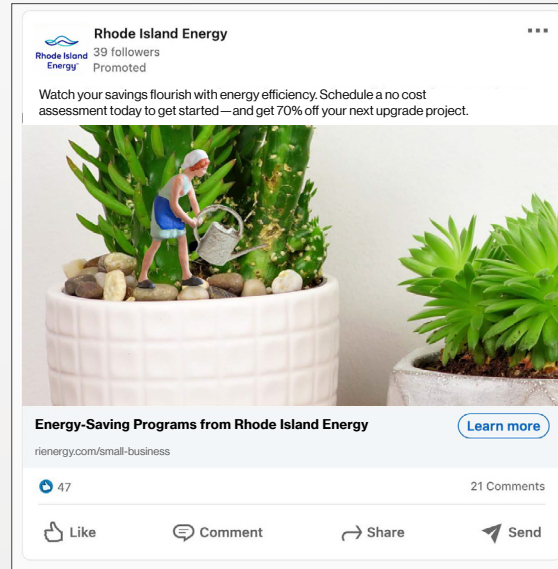 Rhode Island Energy
39 followers
Promoted
Rhode Island
Energy™
Watch your savings flourish with energy efficiency. Schedule a no cost
assessment today to get started—and get 70% off your next upgrade project.
Energy-Saving Programs from Rhode Island Energy
Learn more
rienergy.com/small-business
47
21 Comments
Like
Comment
Share
Send